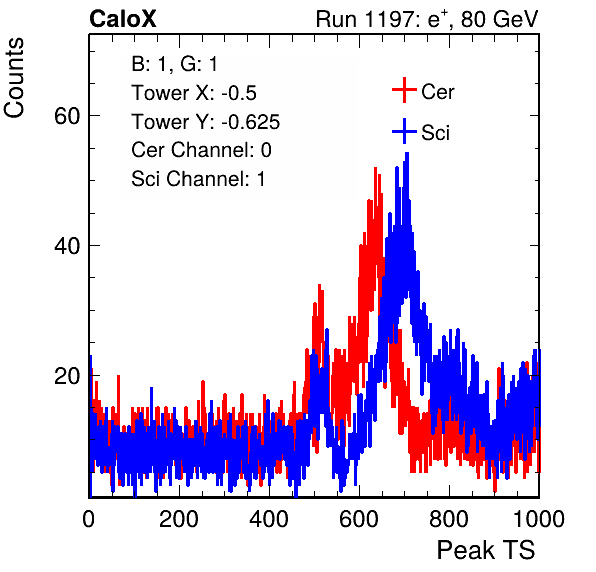 CaloX Run 1197: e⁺, 80 GeV
Counts
B: 1, G: 1
Tower X: -0.5
Tower Y: -0.625
Cer Channel: 0
Sci Channel: 1
Cer
Sci
60
40
20
0 200 400 600 800 1000
Peak TS